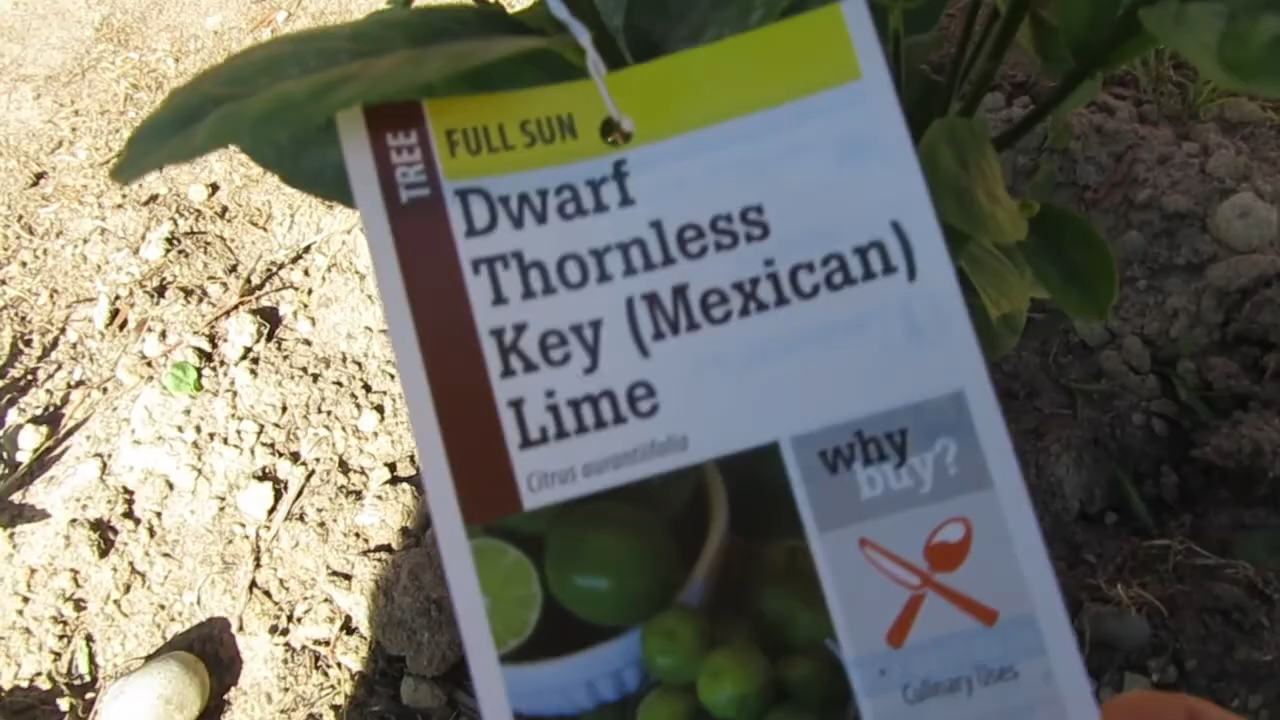 TREE
FULL SUN
Dwarf
Thornless
Key (Mexican)
Lime
Citrus aurantifolia
why
buy?
Culinary Uses